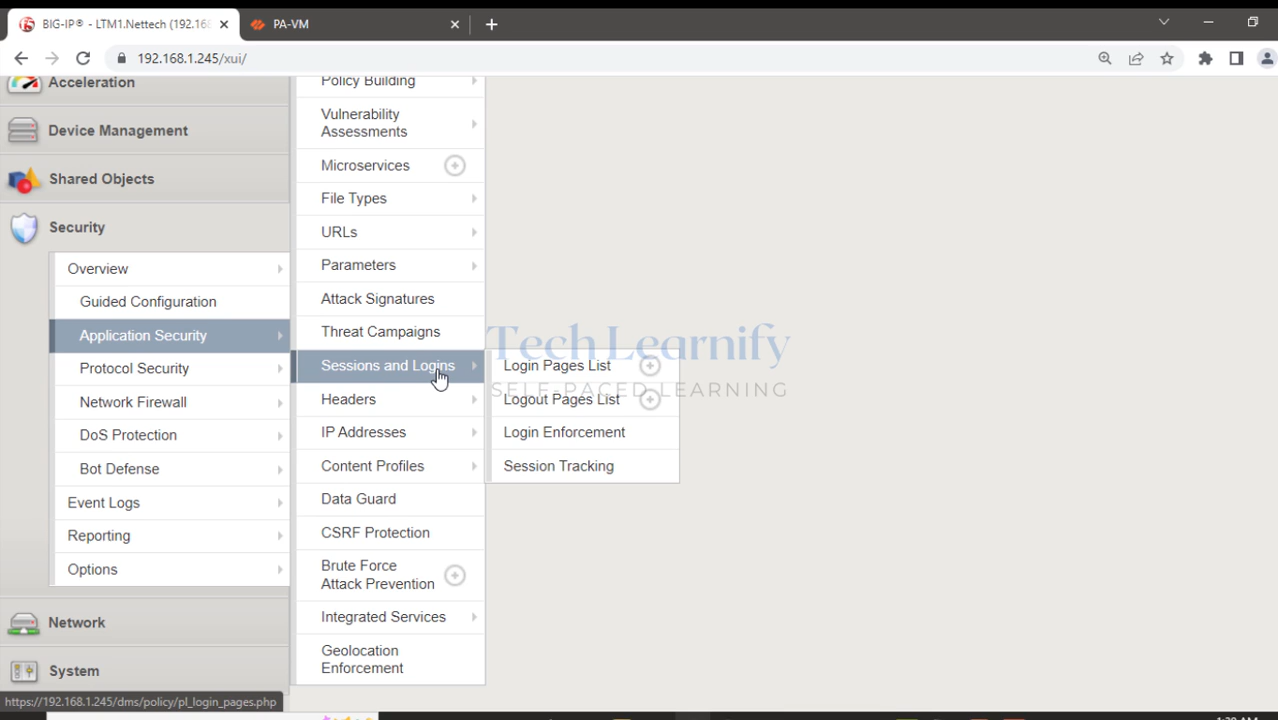 BIG-IP® - LTM1.Nettech (192.168
PA-VM
192.168.1.245/xui/
Acceleration
Device Management
Shared Objects
Security
Overview
Guided Configuration
Application Security
Protocol Security
Network Firewall
DoS Protection
Bot Defense
Event Logs
Reporting
Options
Network
System
Policy Building
Vulnerability
Assessments
Microservices
File Types
URLs
Parameters
Attack Signatures
Threat Campaigns
Sessions and Logins
Headers
IP Addresses
Content Profiles
Data Guard
CSRF Protection
Brute Force
Attack Prevention
Integrated Services
Geolocation
Enforcement
Login Pages List
Logout Pages List
Login Enforcement
Session Tracking
Tech Learnify
SELF-PACED LEARNING
https://192.168.1.245/dms/policy/pl_login_pages.php